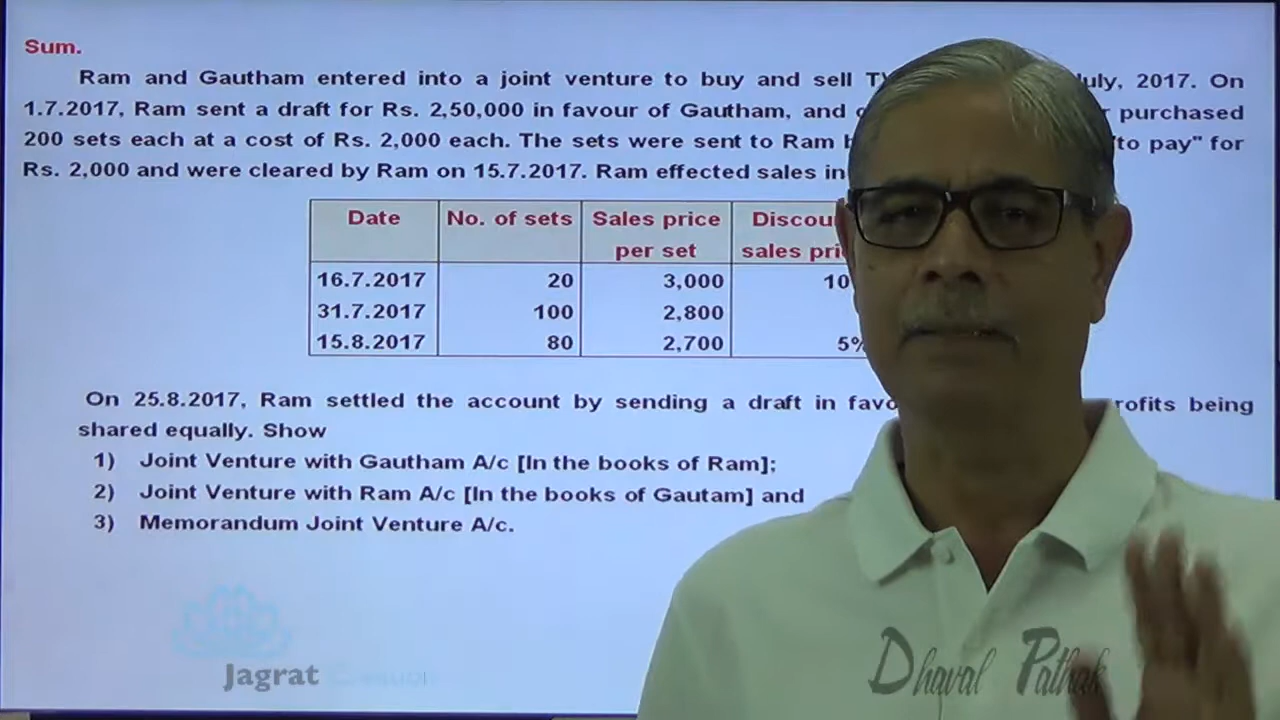 Sum.
Ram and Gautham entered into a joint venture to buy and sell July, 2017. On
1.7.2017, Ram sent a draft for Rs. 2,50,000 in favour of Gautham, and purchased
200 sets each at a cost of Rs. 2,000 each. The sets were sent to Ram "to pay" for
Rs. 2,000 and were cleared by Ram on 15.7.2017. Ram effected sales in
Date No. of sets Sales price
per set sales
16.7.2017 20 3,000 10
31.7.2017 100 2,800
15.8.2017 80 2,700 5%
On 25.8.2017, Ram settled the account by sending a draft in being
shared equally. Show
1) Joint Venture with Gautham A/c [In the books of Ram];
2) Joint Venture with Ram A/c [In the books of Gautam] and
3) Memorandum Joint Venture A/c.
Jagrat
Dhaval Pathak